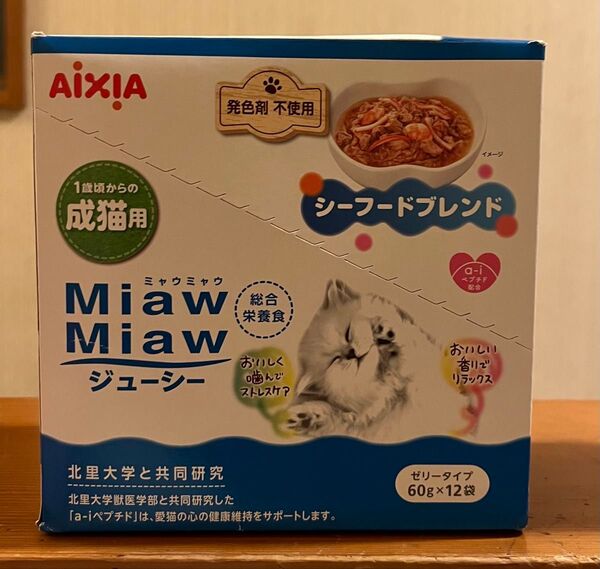 AIXIA
発色剤 不使用
イメージ
シーフードブレンド
1歳頃からの
成猫用
a-i
ペプチド
配合
ミャウミャウ
Miaw
Miaw
ジューシー
総合
栄養食
おいしく
噛んで
ストレスケア
おいしい
香りで
リラックス
北里大学と共同研究
北里大学獣医学部と共同研究した
「a-iペプチド」は、愛猫の心の健康維持をサポートします。
ゼリータイプ
60g×12袋